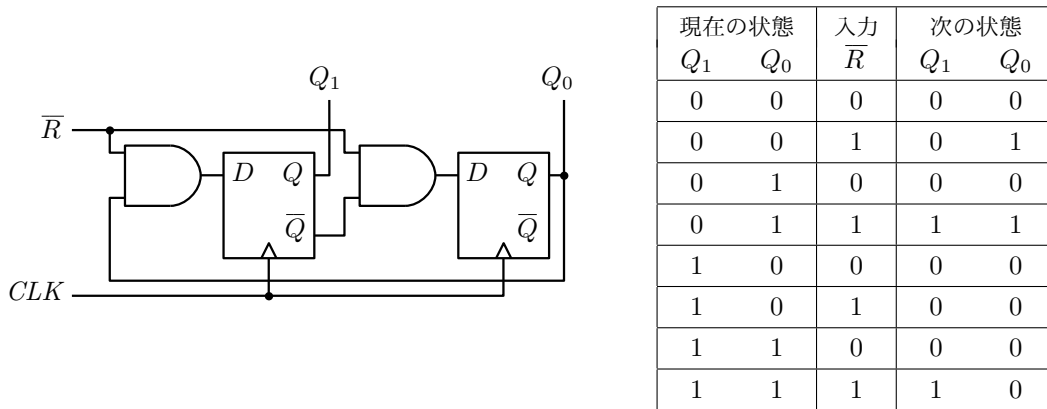 Q₁ Q₀
R̅
D Q D Q
Q̅ Q̅
CLK
現在の状態 入力 次の状態
Q₁ Q₀ R̅ Q₁ Q₀
0 0 0 0 0
0 0 1 0 1
0 1 0 0 0
0 1 1 1 1
1 0 0 0 0
1 0 1 0 0
1 1 0 0 0
1 1 1 1 0